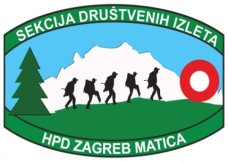 SEKCIJA DRUŠTVENIH IZLETA
HPD ZAGREB MATICA